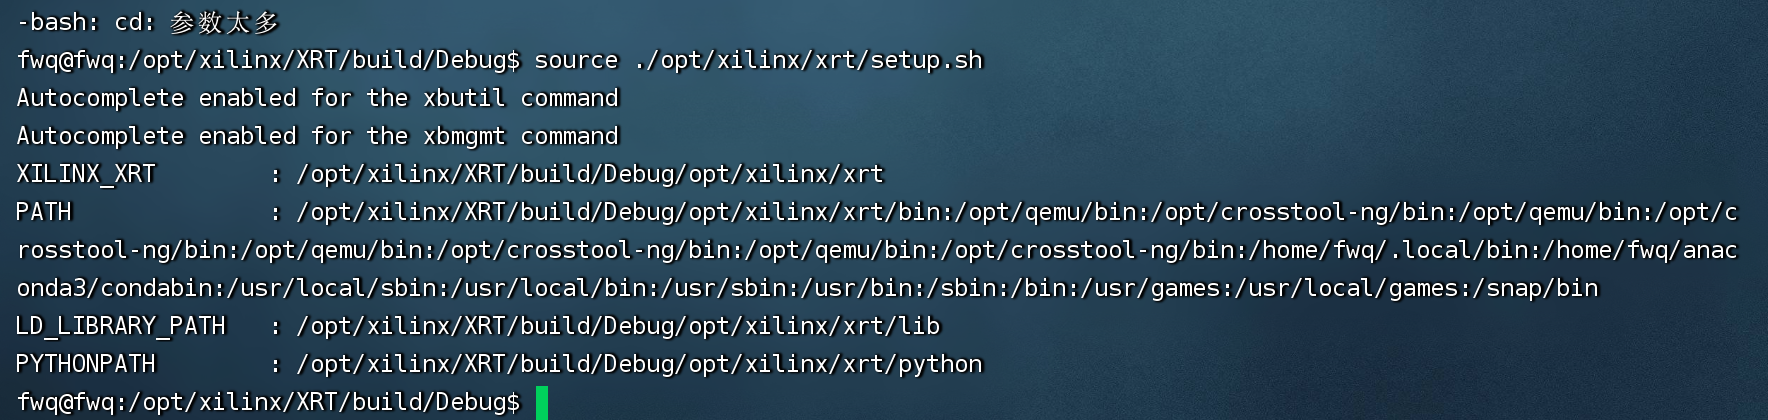 -bash: cd: 参数太多
fwq@fwq:/opt/xilinx/XRT/build/Debug$ source ./opt/xilinx/xrt/setup.sh
Autocomplete enabled for the xbutil command
Autocomplete enabled for the xbmgmt command
XILINX_XRT        : /opt/xilinx/XRT/build/Debug/opt/xilinx/xrt
PATH              : /opt/xilinx/XRT/build/Debug/opt/xilinx/xrt/bin:/opt/qemu/bin:/opt/crosstool-ng/bin:/opt/qemu/bin:/opt/c
rosstool-ng/bin:/opt/qemu/bin:/opt/crosstool-ng/bin:/opt/qemu/bin:/opt/crosstool-ng/bin:/home/fwq/.local/bin:/home/fwq/anac
onda3/condabin:/usr/local/sbin:/usr/local/bin:/usr/sbin:/usr/bin:/sbin:/bin:/usr/games:/usr/local/games:/snap/bin
LD_LIBRARY_PATH   : /opt/xilinx/XRT/build/Debug/opt/xilinx/xrt/lib
PYTHONPATH        : /opt/xilinx/XRT/build/Debug/opt/xilinx/xrt/python
fwq@fwq:/opt/xilinx/XRT/build/Debug$